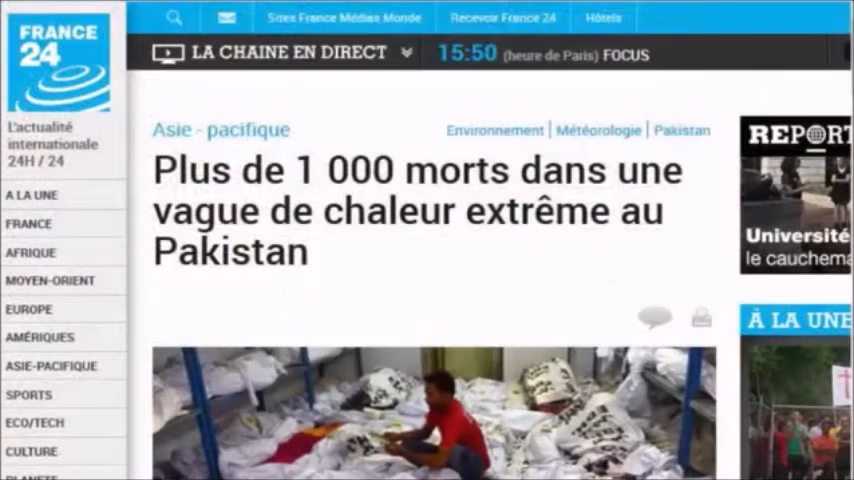 FRANCE
24
L'actualité
internationale
24H / 24
A LA UNE
FRANCE
AFRIQUE
MOYEN-ORIENT
EUROPE
AMÉRIQUES
ASIE-PACIFIQUE
SPORTS
ECO/TECH
CULTURE
Sites France Médias Monde
Recevoir France 24
Hôtels
LA CHAINE EN DIRECT
15:50 (heure de Paris) FOCUS
Asie - pacifique
Environnement | Météorologie | Pakistan
Plus de 1 000 morts dans une
vague de chaleur extrême au
Pakistan
REPORT
Université
le cauchema
À LA UNE